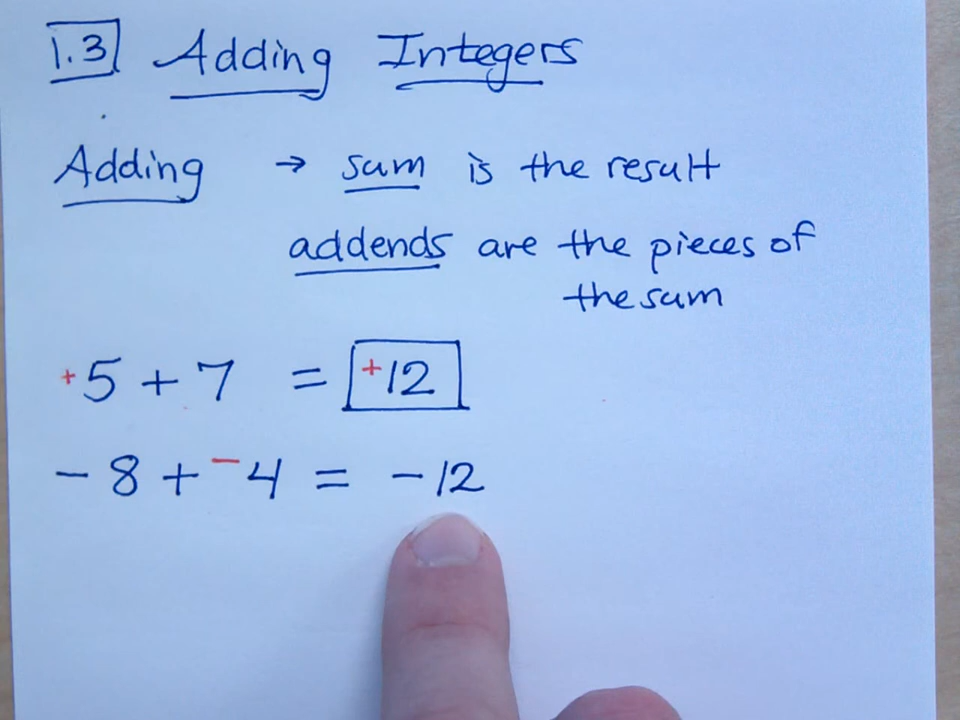 1.3 Adding Integers
Adding → sum is the result
addends are the pieces of
the sum
+5 + 7 = +12
-8 + -4 = -12